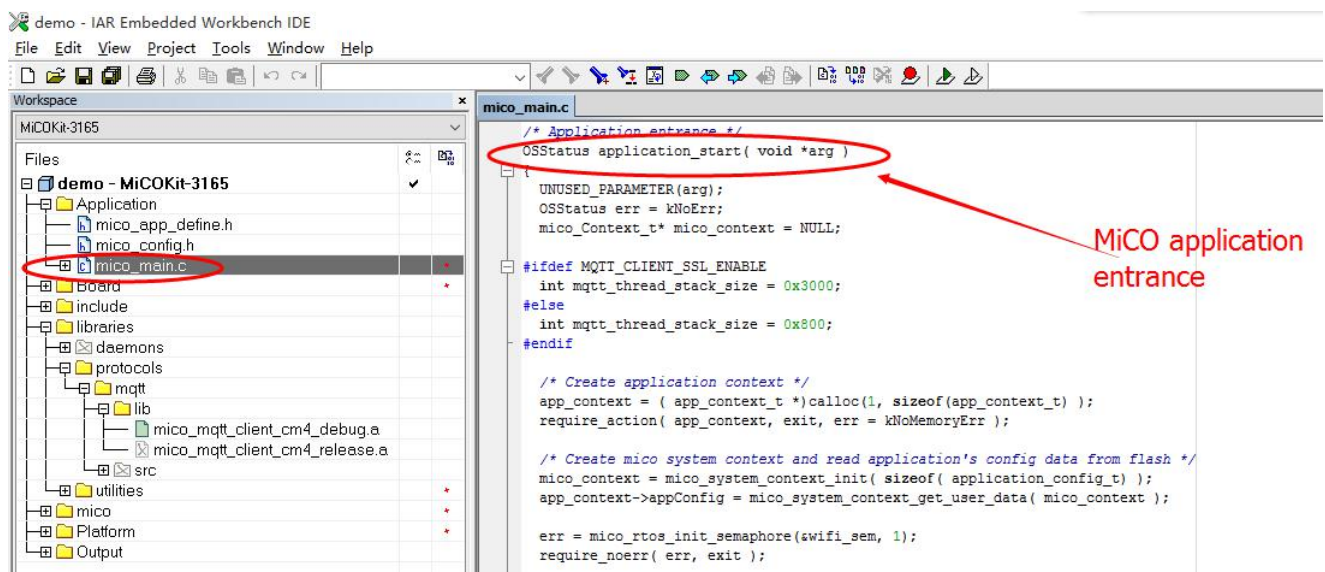 demo - IAR Embedded Workbench IDE
File Edit View Project Tools Window Help
Workspace
MiCOKit-3165
Files
demo - MiCOKit-3165
Application
mico_app_define.h
mico_config.h
mico_main.c
Board
include
libraries
daemons
protocols
mqtt
lib
mico_mqtt_client_cm4_debug.a
mico_mqtt_client_cm4_release.a
src
utilities
mico
Platform
Output
mico_main.c
/* Application entrance */
OSStatus application_start( void *arg )
{
UNUSED_PARAMETER(arg);
OSStatus err = kNoErr;
mico_Context_t* mico_context = NULL;
#ifdef MQTT_CLIENT_SSL_ENABLE
int mqtt_thread_stack_size = 0x3000;
#else
int mqtt_thread_stack_size = 0x800;
#endif
/* Create application context */
app_context = ( app_context_t *)calloc(1, sizeof(app_context_t) );
require_action( app_context, exit, err = kNoMemoryErr );
/* Create mico system context and read application's config data from flash */
mico_context = mico_system_context_init( sizeof( application_config_t) );
app_context->appConfig = mico_system_context_get_user_data( mico_context );
err = mico_rtos_init_semaphore(&wifi_sem, 1);
require_noerr( err, exit );
MiCO application
entrance